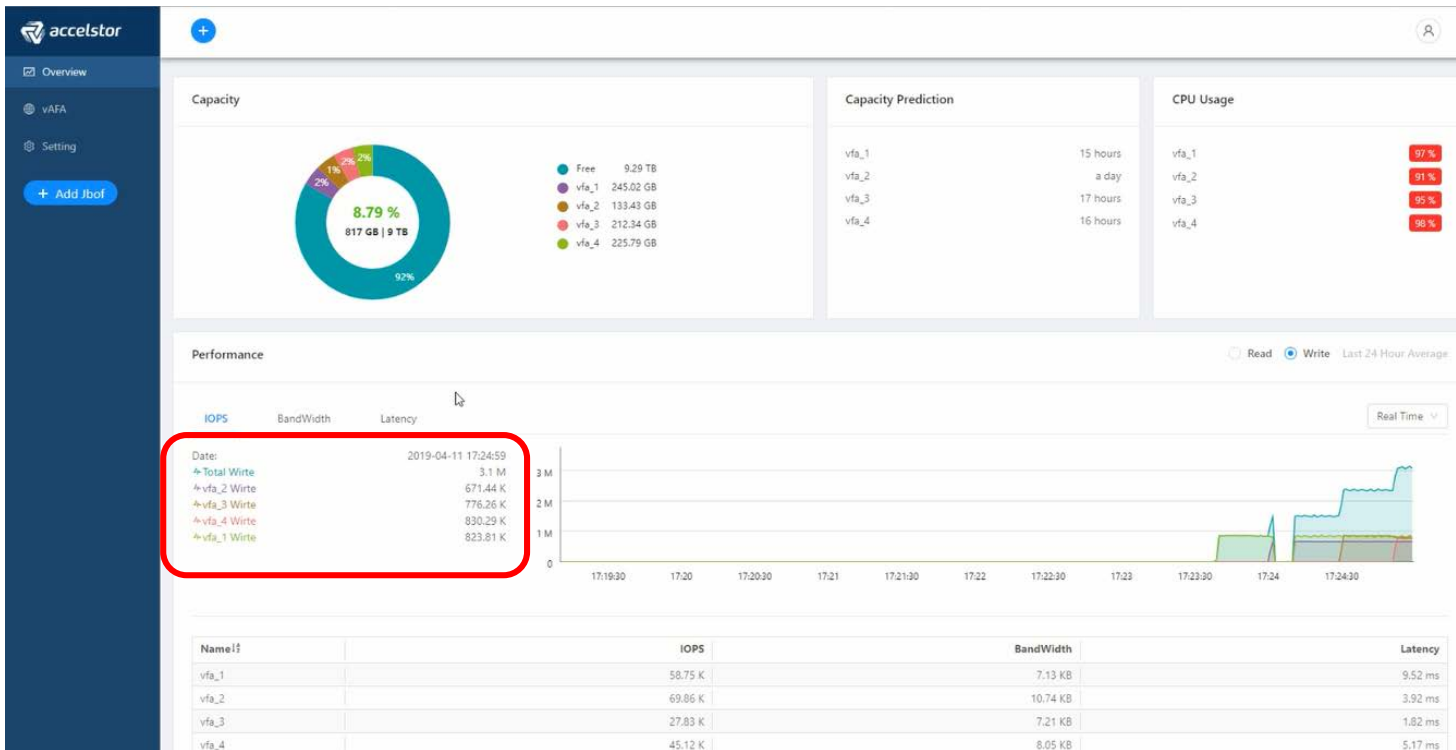 accelstor
Overview
vAFA
Setting
+ Add Jbof
Capacity
2%
1%
2%
2%
8.79 %
817 GB | 9 TB
92%
Free 9.29 TB
vfa_1 245.02 GB
vfa_2 133.43 GB
vfa_3 212.34 GB
vfa_4 225.79 GB
Capacity Prediction
vfa_1 15 hours
vfa_2 a day
vfa_3 17 hours
vfa_4 16 hours
CPU Usage
vfa_1 97 %
vfa_2 91 %
vfa_3 95 %
vfa_4 98 %
Performance
Read Write Last 24 Hour Average
IOPS BandWidth Latency
Real Time
Date: 2019-04-11 17:24:59
Total Wirte 3.1 M
vfa_2 Wirte 671.44 K
vfa_3 Wirte 776.26 K
vfa_4 Wirte 830.29 K
vfa_1 Wirte 823.81 K
3 M
2 M
1 M
0
17:19:30 17:20 17:20:30 17:21 17:21:30 17:22 17:22:30 17:23 17:23:30 17:24 17:24:30
Name IOPS BandWidth Latency
vfa_1 58.75 K 7.13 KB 9.52 ms
vfa_2 69.86 K 10.74 KB 3.92 ms
vfa_3 27.83 K 7.21 KB 1.82 ms
vfa_4 45.12 K 8.05 KB 5.17 ms